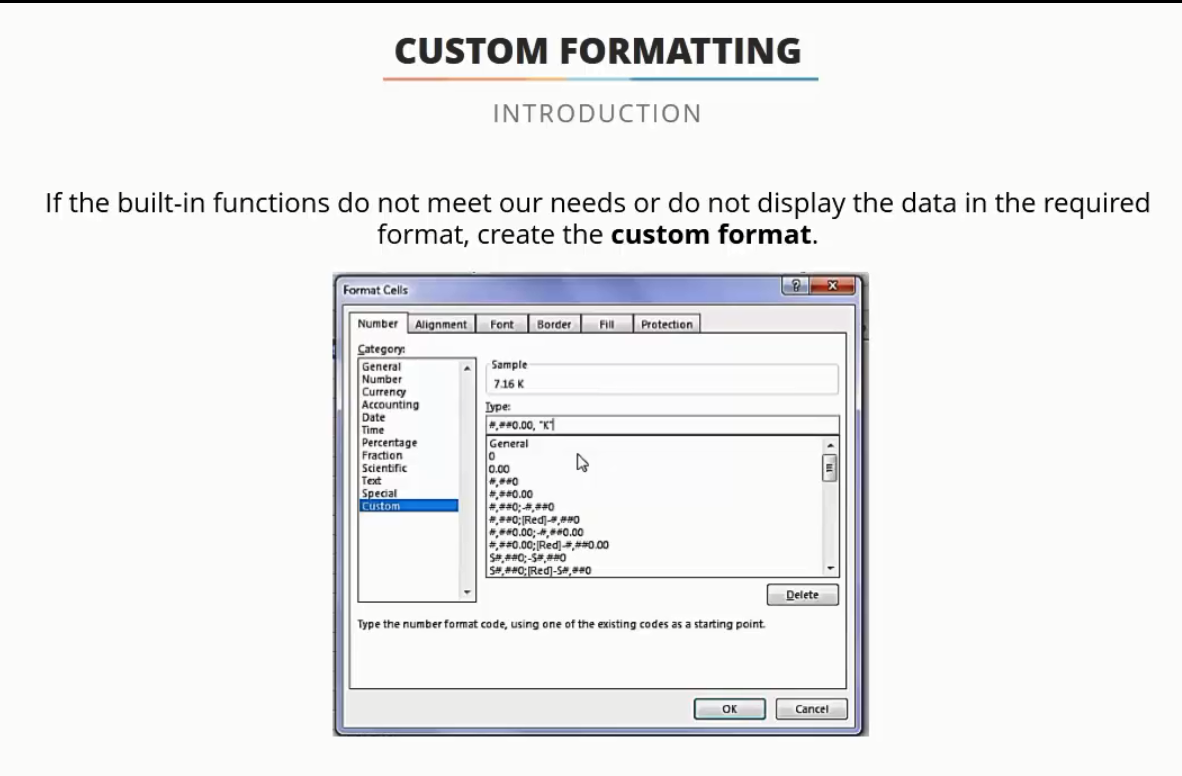 CUSTOM FORMATTING
INTRODUCTION
If the built-in functions do not meet our needs or do not display the data in the required
format, create the custom format.
Format Cells
?
X
Number Alignment Font Border Fill Protection
Category:
General
Number
Currency
Accounting
Date
Time
Percentage
Fraction
Scientific
Text
Special
Custom
Sample
7.16 K
Type:
#,##0.00, "K"
General
0
0.00
#,##0
#,##0.00
#,##0;-#,##0
#,##0;[Red]-#,##0
#,##0.00;-#,##0.00
#,##0.00;[Red]-#,##0.00
$#,##0;-$#,##0
$#,##0;[Red]-$#,##0
Delete
Type the number format code, using one of the existing codes as a starting point.
OK Cancel